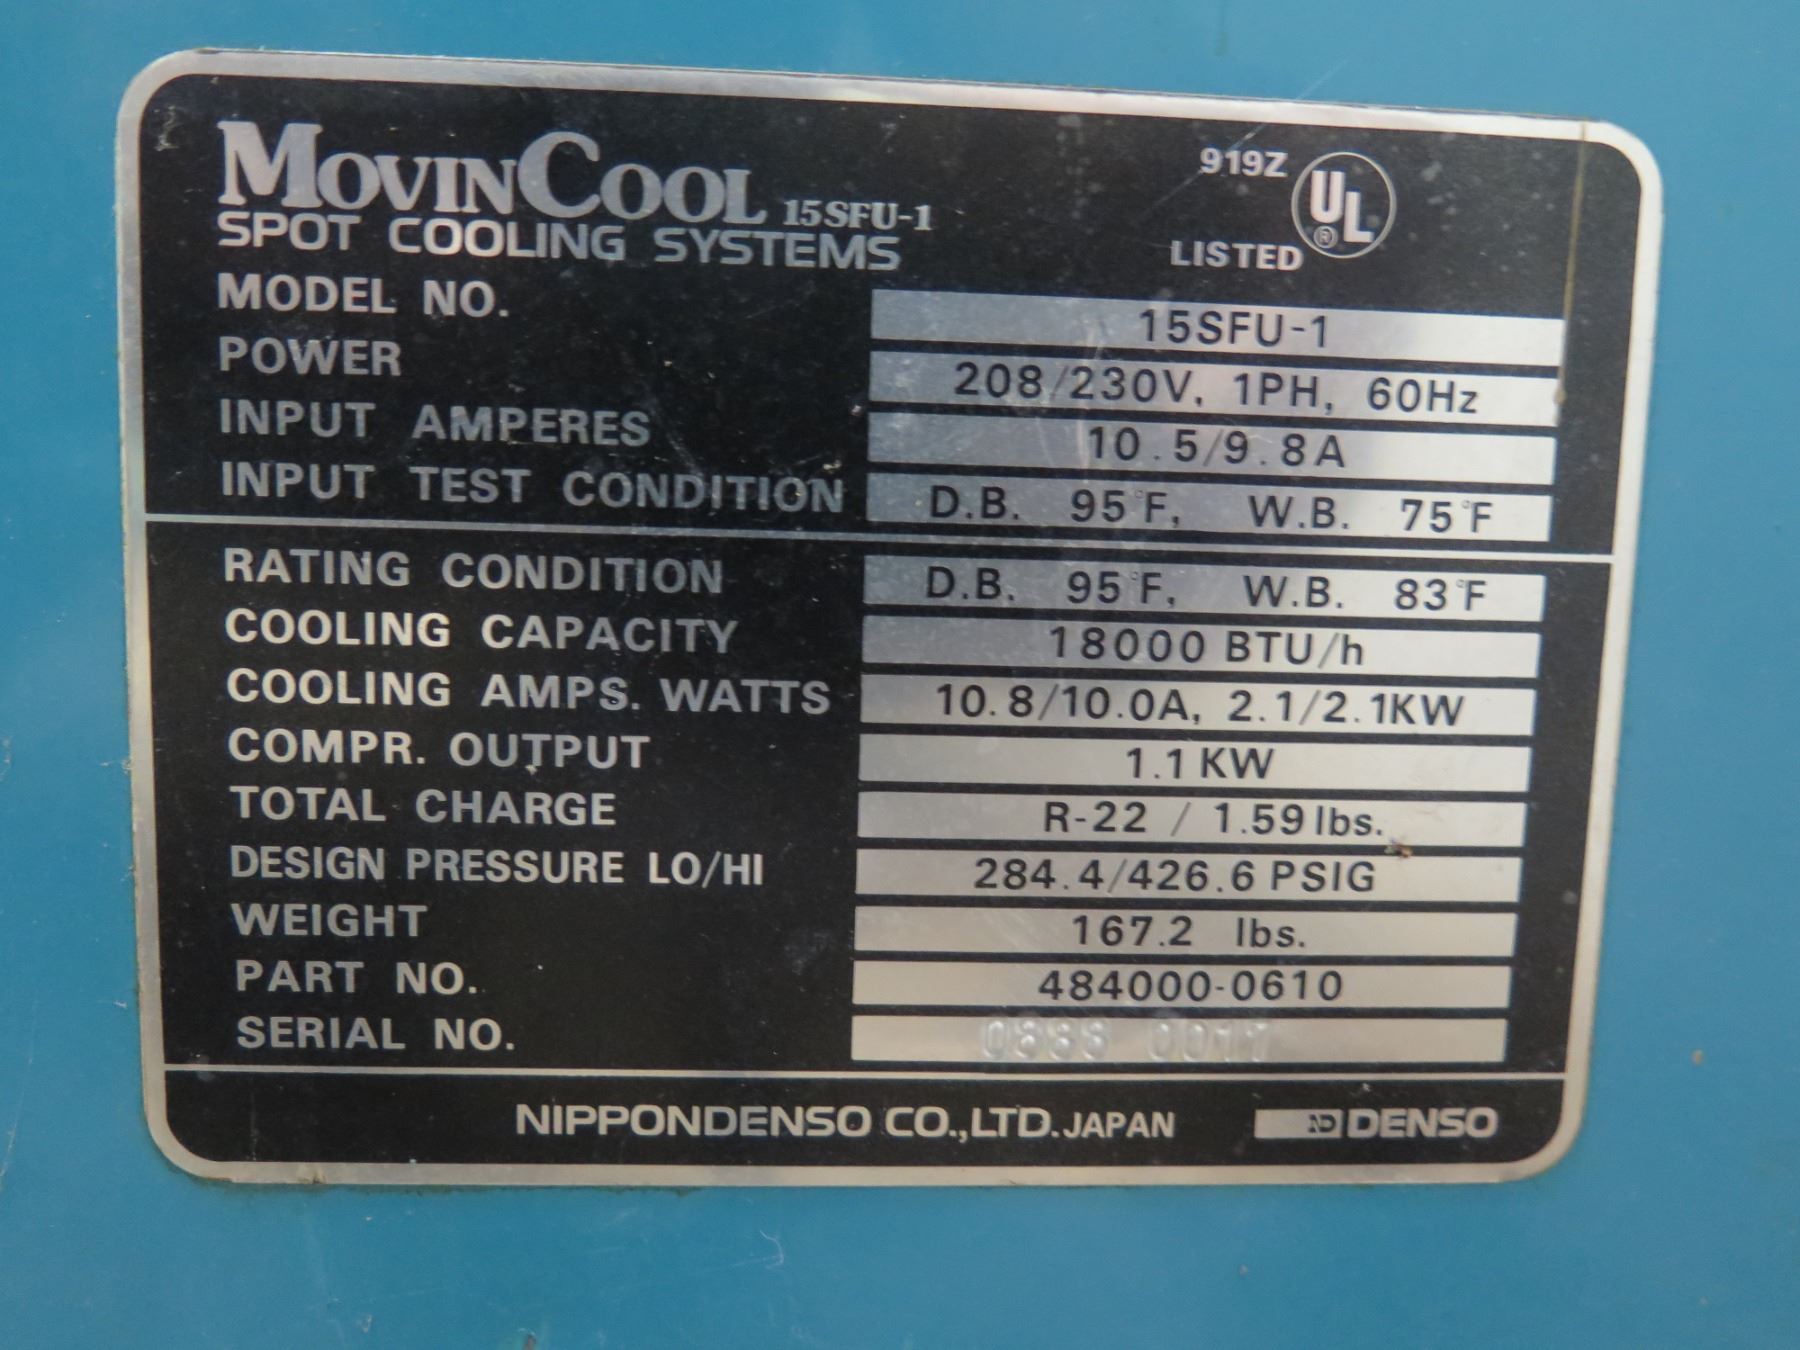 MOVINCOOL 15SFU-1
SPOT COOLING SYSTEMS
919Z UL ®
LISTED
MODEL NO. 15SFU-1
POWER 208/230V, 1PH, 60Hz
INPUT AMPERES 10.5/9.8A
INPUT TEST CONDITION D.B. 95°F, W.B. 75°F
RATING CONDITION D.B. 95°F, W.B. 83°F
COOLING CAPACITY 18000 BTU/h
COOLING AMPS. WATTS 10.8/10.0A, 2.1/2.1KW
COMPR. OUTPUT 1.1KW
TOTAL CHARGE R-22 / 1.59 lbs.
DESIGN PRESSURE LO/HI 284.4/426.6 PSIG
WEIGHT 167.2 lbs.
PART NO. 484000-0610
SERIAL NO.
NIPPONDENSO CO.,LTD. JAPAN ND DENSO